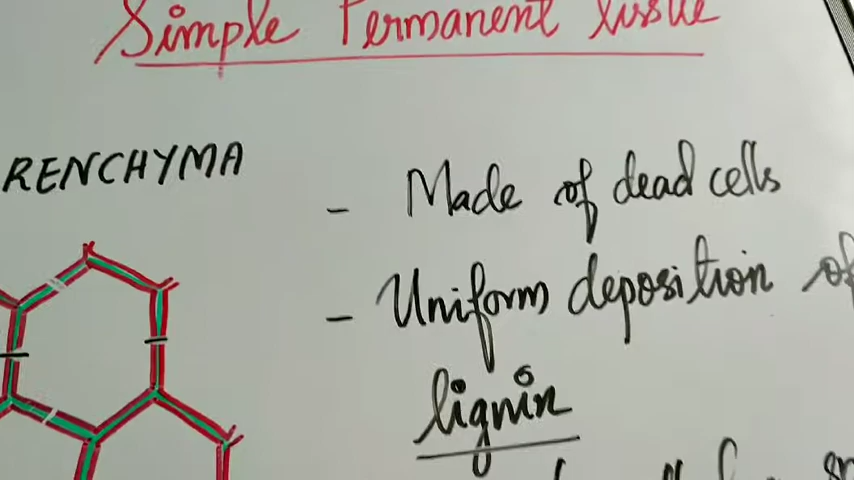 Simple Permanent tissue
RENCHYMA
- Made of dead cells
- Uniform deposition of
lignin